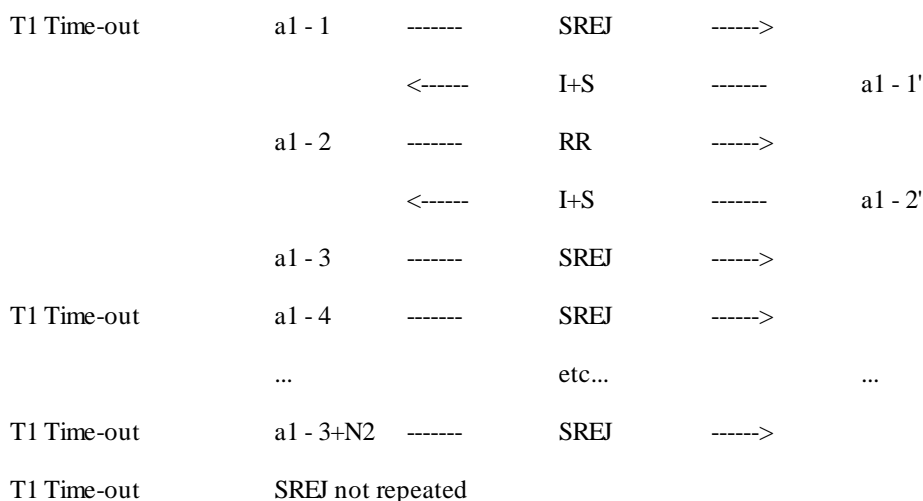 T1 Time-out a1 - 1 ------- SREJ ------>
<------ I+S ------- a1 - 1'
a1 - 2 ------- RR ------>
<------ I+S ------- a1 - 2'
a1 - 3 ------- SREJ ------>
T1 Time-out a1 - 4 ------- SREJ ------>
... etc... ...
T1 Time-out a1 - 3+N2 ------- SREJ ------>
T1 Time-out SREJ not repeated